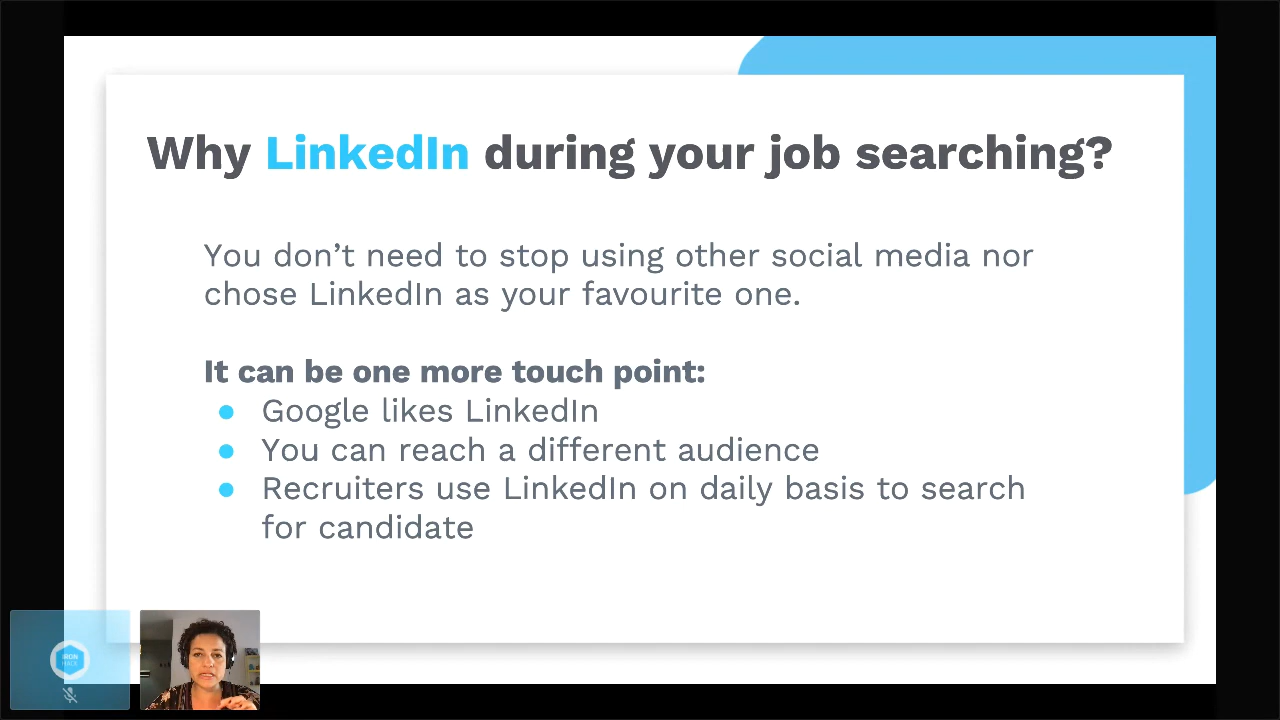 Why LinkedIn during your job searching?
You don’t need to stop using other social media nor
chose LinkedIn as your favourite one.
It can be one more touch point:
● Google likes LinkedIn
● You can reach a different audience
● Recruiters use LinkedIn on daily basis to search
for candidate
IRON
HACK